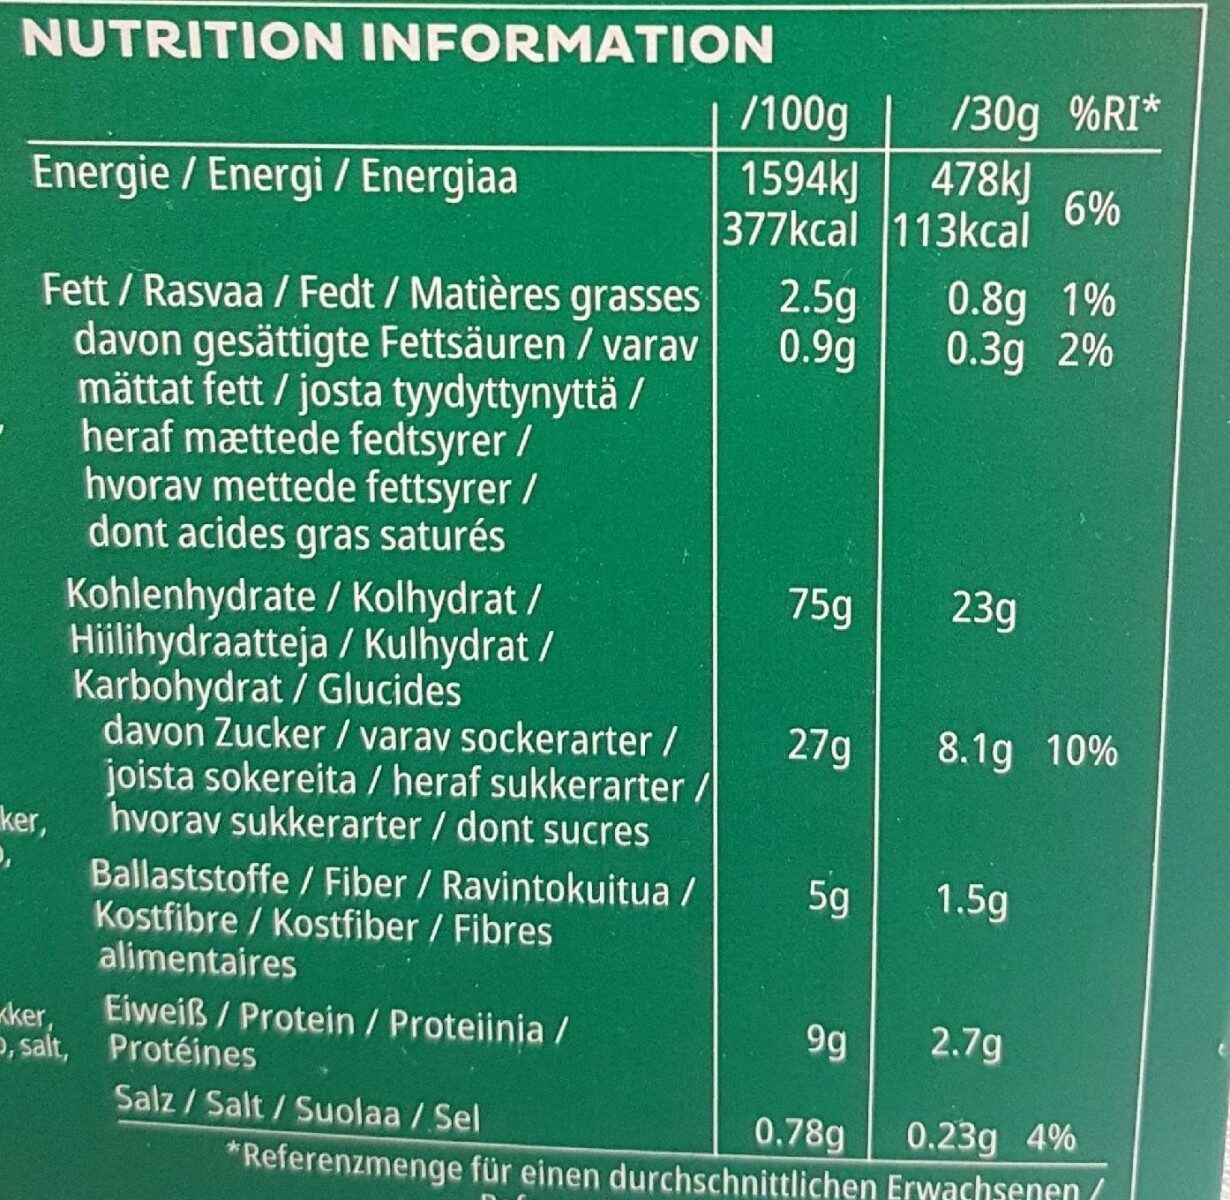 NUTRITION INFORMATION
/100g /30g %RI*
Energie / Energi / Energiaa 1594kJ 478kJ 6%
377kcal 113kcal
Fett / Rasvaa / Fedt / Matières grasses 2.5g 0.8g 1%
davon gesättigte Fettsäuren / varav 0.9g 0.3g 2%
mättat fett / josta tyydyttynyttä /
heraf mættede fedtsyrer /
hvorav mettede fettsyrer /
dont acides gras saturés
Kohlenhydrate / Kolhydrat / 75g 23g
Hiilihydraatteja / Kulhydrat /
Karbohydrat / Glucides
davon Zucker / varav sockerarter / 27g 8.1g 10%
joista sokereita / heraf sukkerarter /
hvorav sukkerarter / dont sucres
Ballaststoffe / Fiber / Ravintokuitua / 5g 1.5g
Kostfibre / Kostfiber / Fibres
alimentaires
Eiweiß / Protein / Proteiinia / 9g 2.7g
Protéines
Salz / Salt / Suolaa / Sel 0.78g 0.23g 4%
*Referenzmenge für einen durchschnittlichen Erwachsenen /
ker,
kker,
salt,